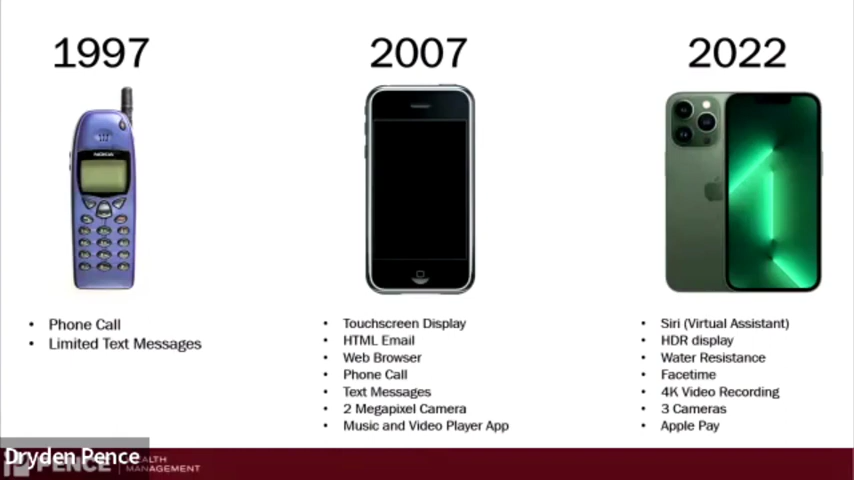 1997
2007
2022
NOKIA
• Phone Call
• Limited Text Messages
• Touchscreen Display
• HTML Email
• Web Browser
• Phone Call
• Text Messages
• 2 Megapixel Camera
• Music and Video Player App
• Siri (Virtual Assistant)
• HDR display
• Water Resistance
• Facetime
• 4K Video Recording
• 3 Cameras
• Apple Pay
Dryden Pence
PENCE
MANAGEMENT